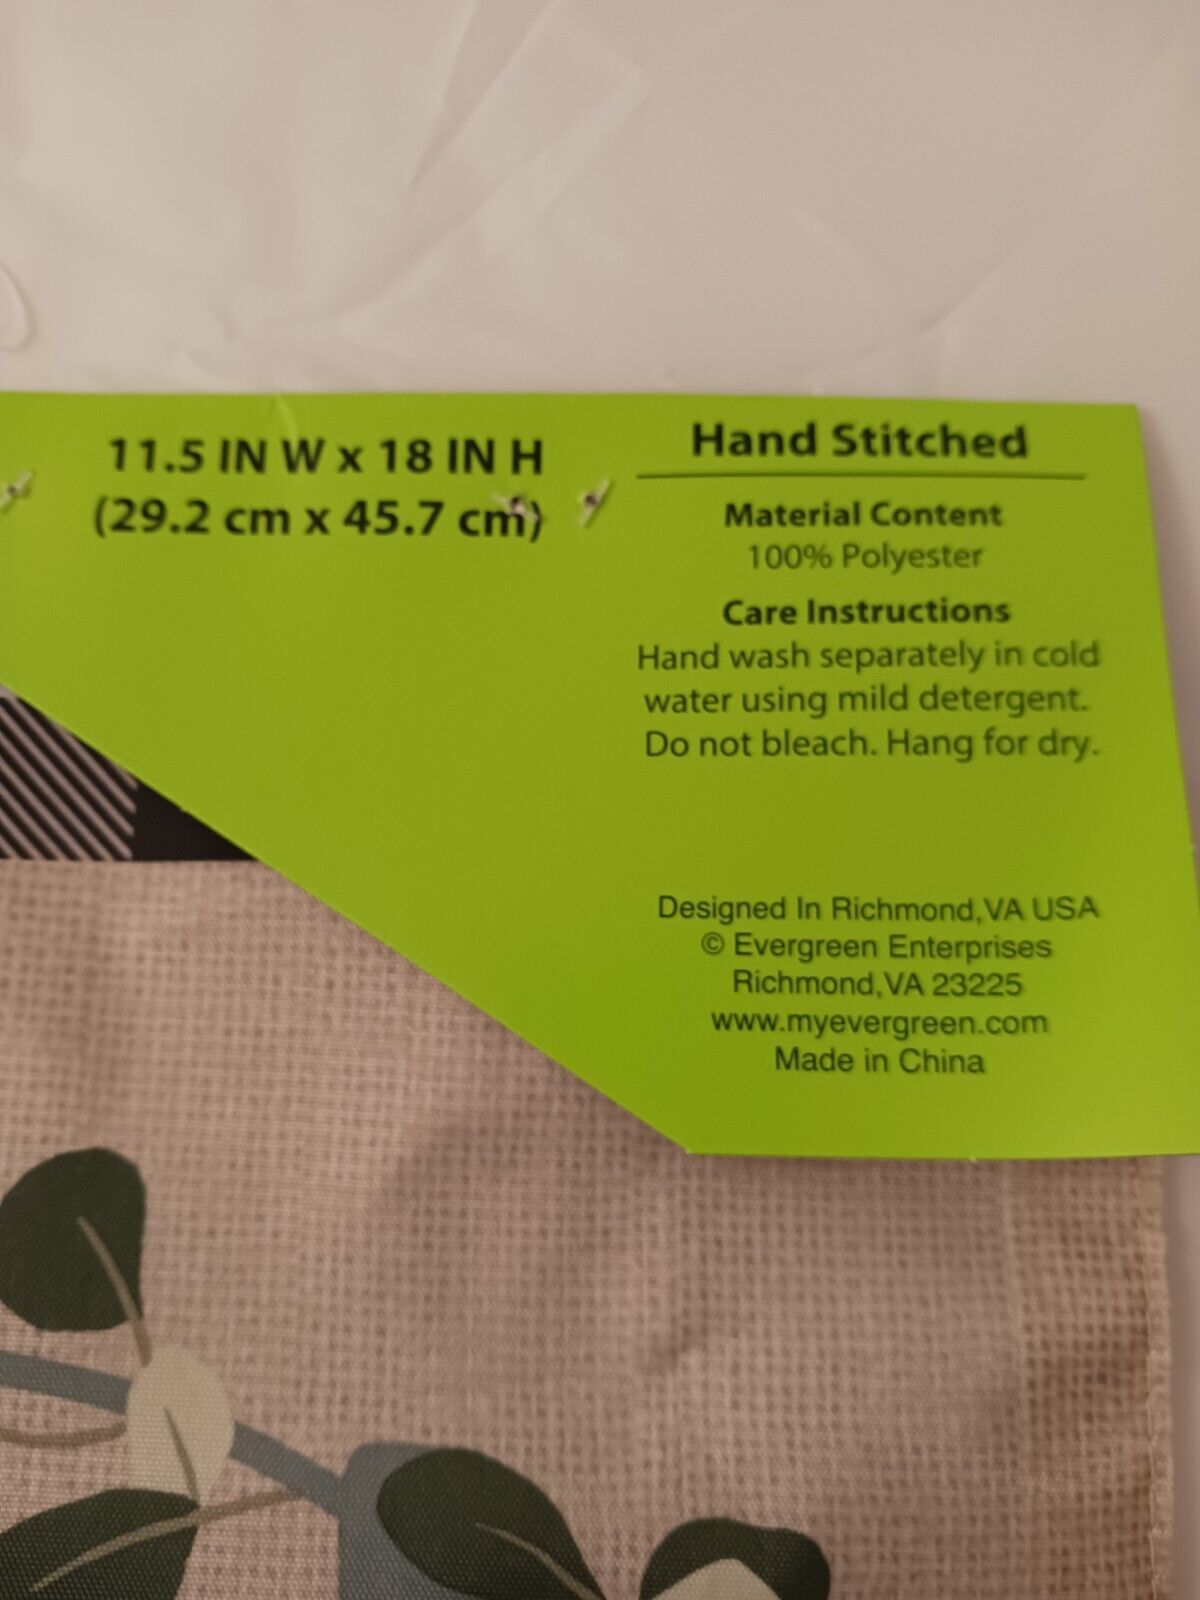 11.5 IN W x 18 IN H
(29.2 cm x 45.7 cm)
Hand Stitched
Material Content
100% Polyester
Care Instructions
Hand wash separately in cold
water using mild detergent.
Do not bleach. Hang for dry.
Designed In Richmond,VA USA
© Evergreen Enterprises
Richmond,VA 23225
www.myevergreen.com
Made in China